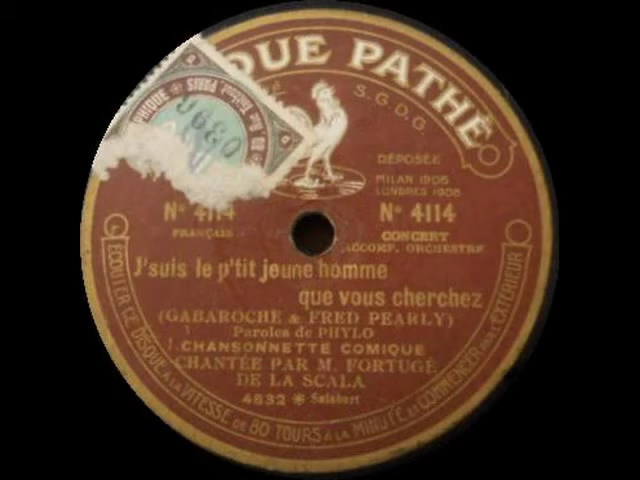 QUE PATHÉ
S.G.D.G.
DÉPOSÉE
MILAN 1906
LONDRES 1908
0396
PARIS
Nº 4114
Nº 4114
FRANÇAIS
CONCERT
ACCOMP. ORCHESTRE
J'suis le p'tit jeune homme
que vous cherchez
(GABAROCHE & FRED PEARLY)
Paroles de PHYLO
CHANSONNETTE COMIQUE
CHANTÉE PAR M. FORTUGÉ
DE LA SCALA
4832 Salabert
ÉCOUTER CE DISQUE A LA VITESSE DE 80 TOURS A LA MINUTE ET COMMENCER PAR L'EXTÉRIEUR